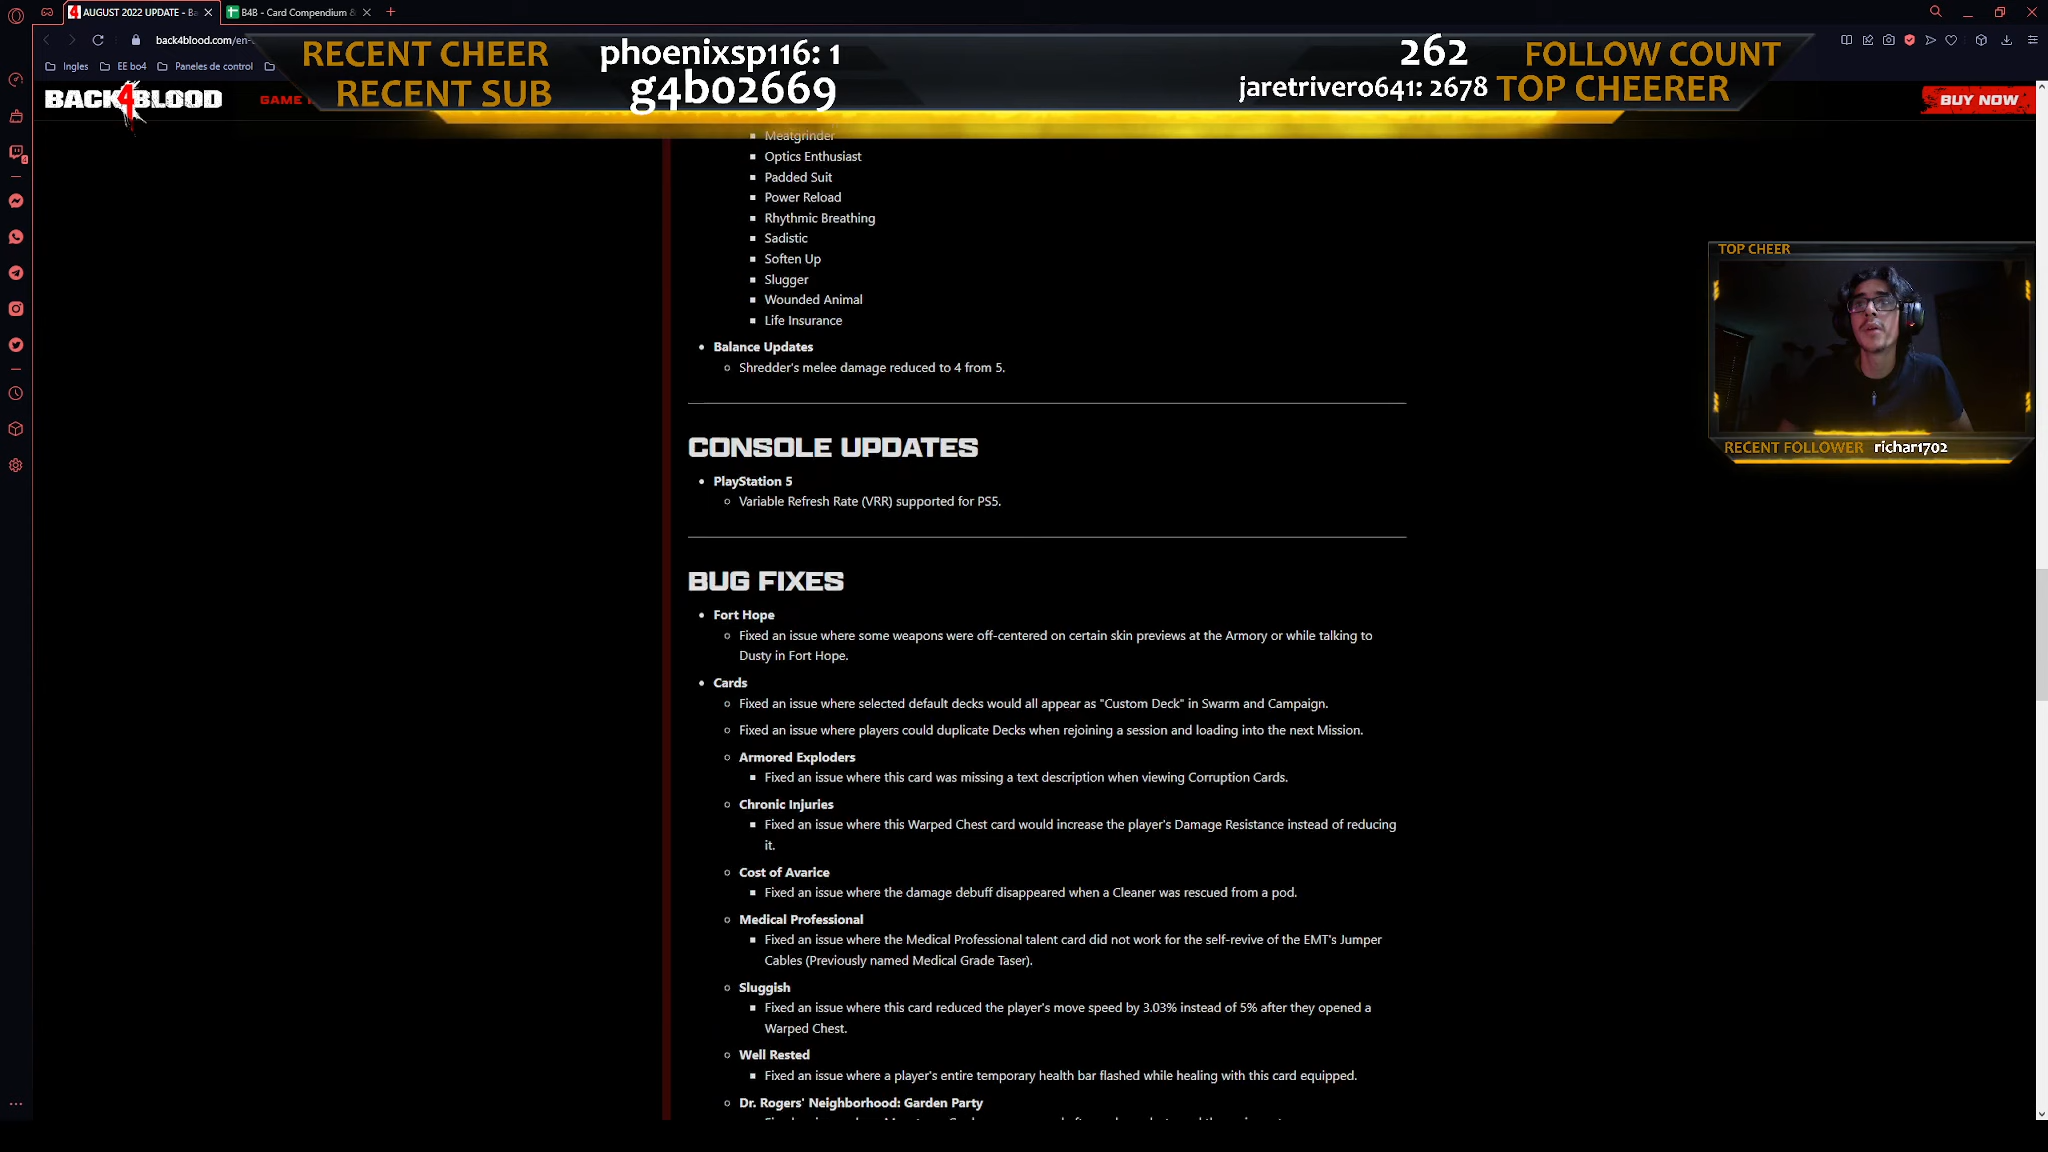 AUGUST 2022 UPDATE - Ba
B4B - Card Compendium &
back4blood.com/en-
Ingles
EE bo4
Paneles de control
RECENT CHEER
phoenixsp116: 1
RECENT SUB
g4b02669
262
FOLLOW COUNT
jaretrivero641: 2678
TOP CHEERER
BACK4BLOOD
GAME
BUY NOW
Meatgrinder
Optics Enthusiast
Padded Suit
Power Reload
Rhythmic Breathing
Sadistic
Soften Up
Slugger
Wounded Animal
Life Insurance
Balance Updates
Shredder's melee damage reduced to 4 from 5.
TOP CHEER
RECENT FOLLOWER richar1702
CONSOLE UPDATES
PlayStation 5
Variable Refresh Rate (VRR) supported for PS5.
BUG FIXES
Fort Hope
Fixed an issue where some weapons were off-centered on certain skin previews at the Armory or while talking to
Dusty in Fort Hope.
Cards
Fixed an issue where selected default decks would all appear as "Custom Deck" in Swarm and Campaign.
Fixed an issue where players could duplicate Decks when rejoining a session and loading into the next Mission.
Armored Exploders
Fixed an issue where this card was missing a text description when viewing Corruption Cards.
Chronic Injuries
Fixed an issue where this Warped Chest card would increase the player's Damage Resistance instead of reducing
it.
Cost of Avarice
Fixed an issue where the damage debuff disappeared when a Cleaner was rescued from a pod.
Medical Professional
Fixed an issue where the Medical Professional talent card did not work for the self-revive of the EMT's Jumper
Cables (Previously named Medical Grade Taser).
Sluggish
Fixed an issue where this card reduced the player's move speed by 3.03% instead of 5% after they opened a
Warped Chest.
Well Rested
Fixed an issue where a player's entire temporary health bar flashed while healing with this card equipped.
Dr. Rogers' Neighborhood: Garden Party